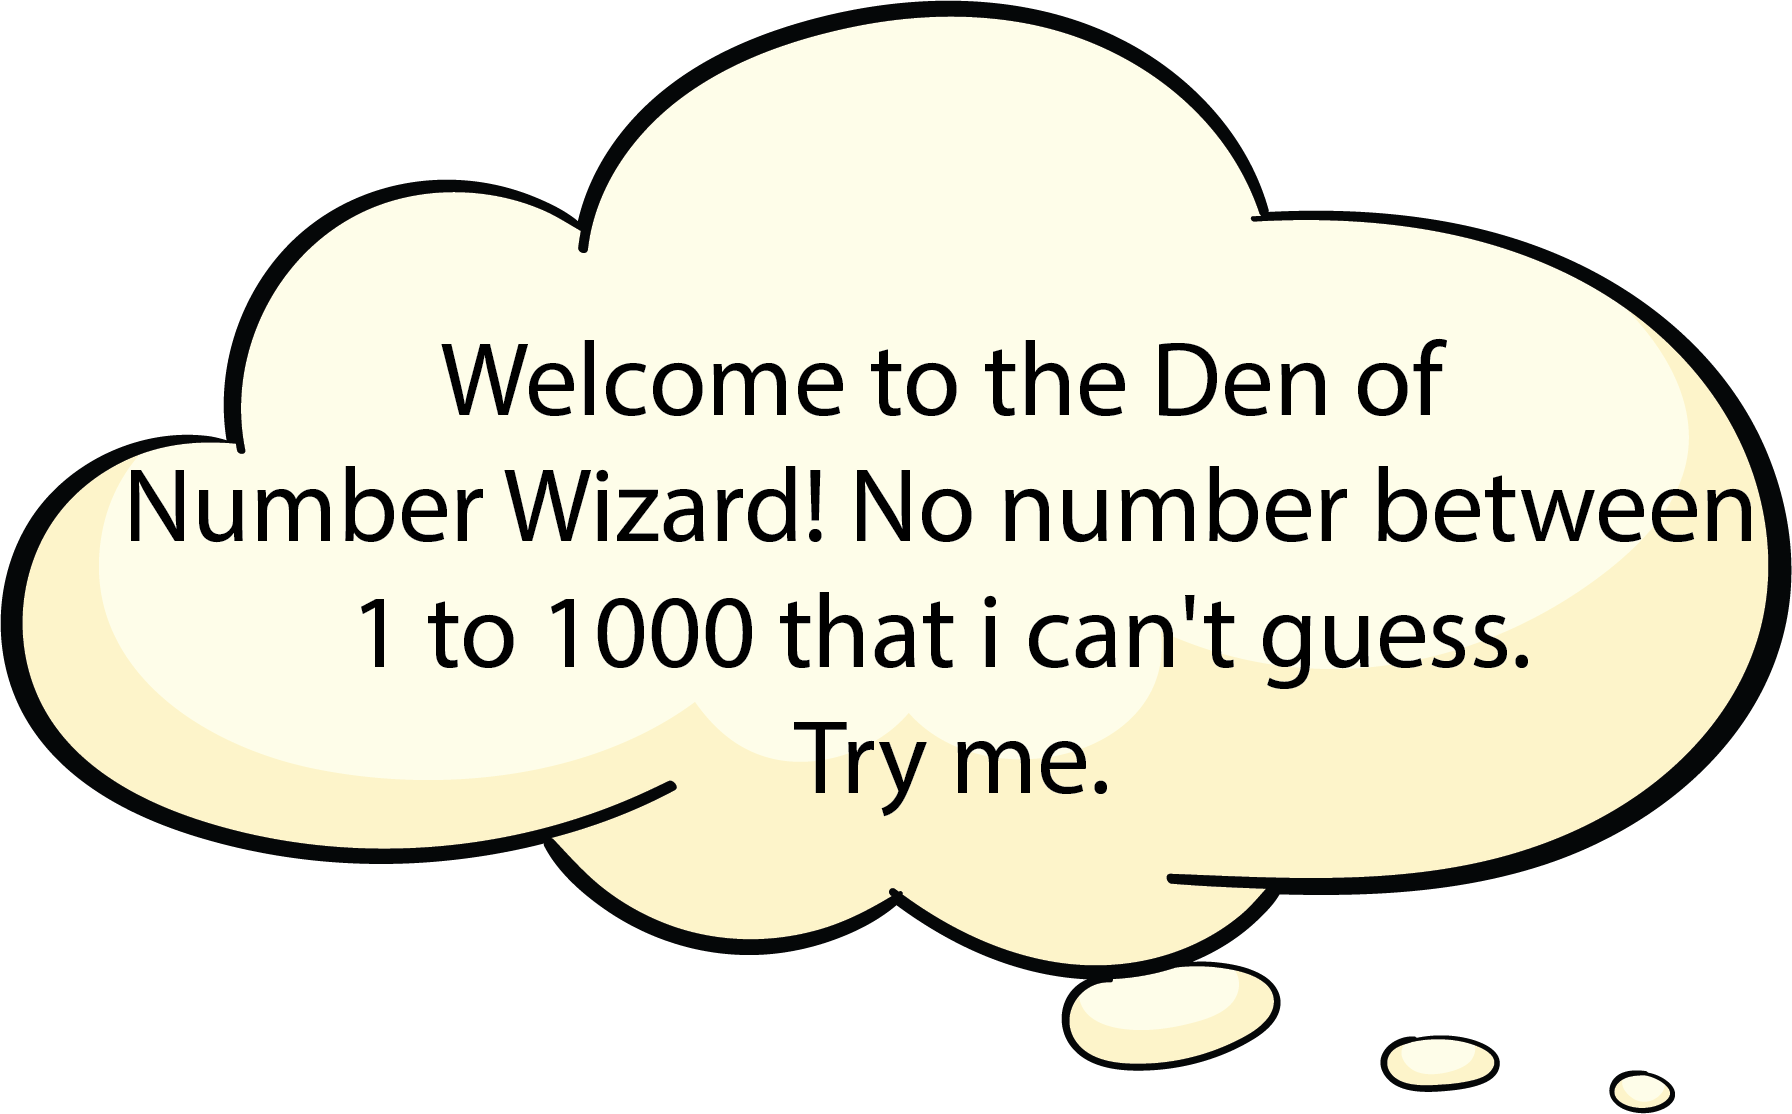 Welcome to the Den of
Number Wizard! No number between
1 to 1000 that i can't guess.
Try me.